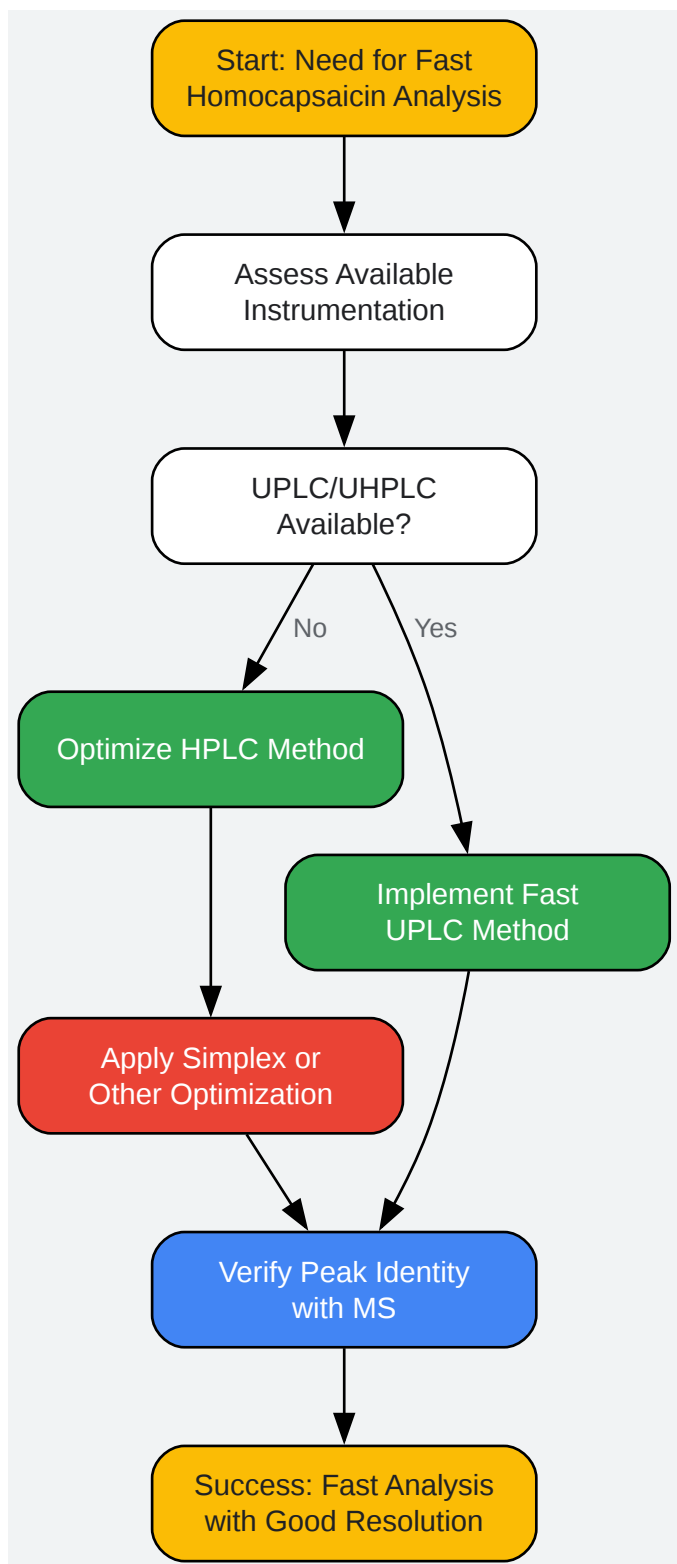 Start: Need for Fast
Homocapsaicin Analysis
Assess Available
Instrumentation
UPLC/UHPLC
Available?
No
Yes
Optimize HPLC Method
Implement Fast
UPLC Method
Apply Simplex or
Other Optimization
Verify Peak Identity
with MS
Success: Fast Analysis
with Good Resolution